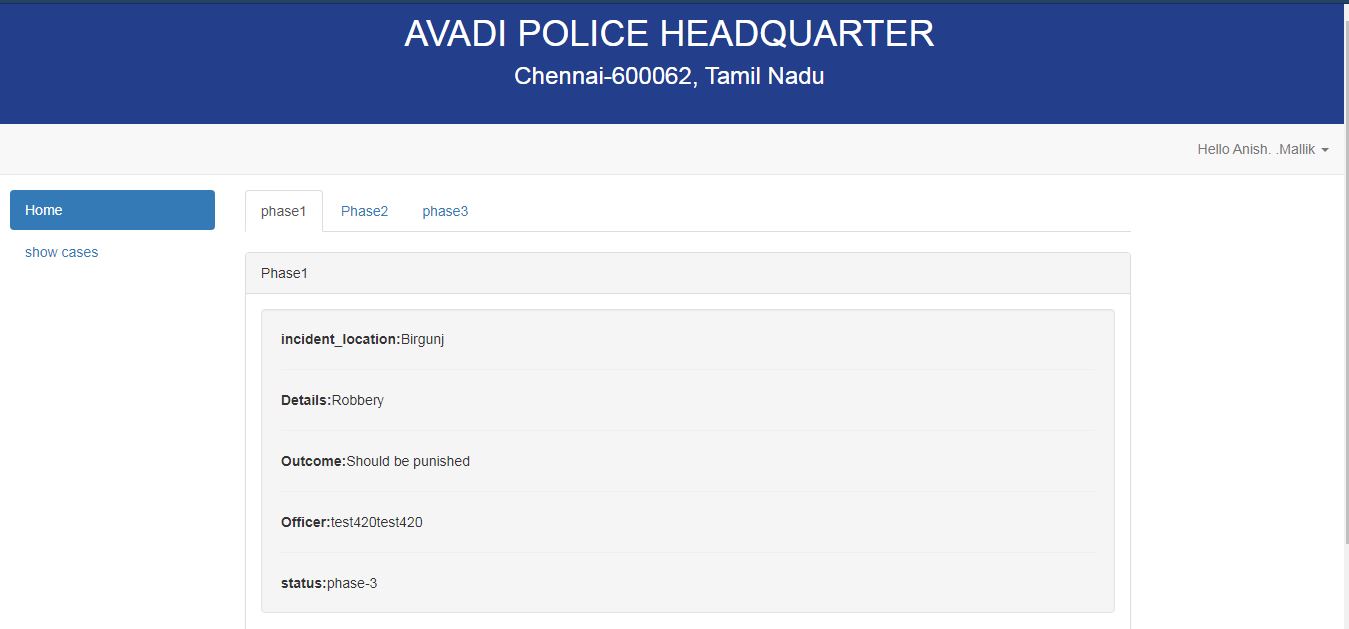 AVADI POLICE HEADQUARTER
Chennai-600062, Tamil Nadu
Hello Anish. .Mallik
Home
show cases
phase1 Phase2 phase3
Phase1
incident_location:Birgunj
Details:Robbery
Outcome:Should be punished
Officer:test420test420
status:phase-3